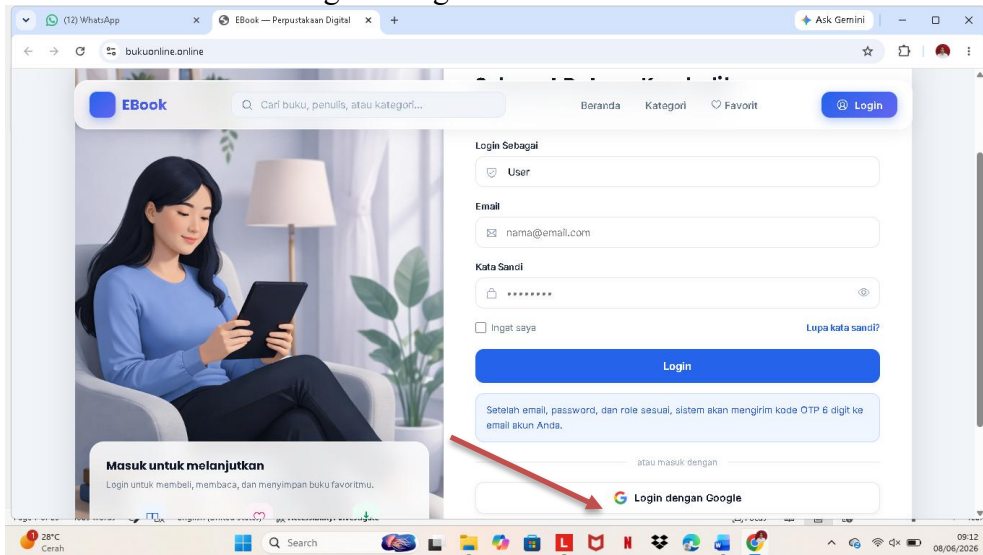 (12) WhatsApp
EBook — Perpustakaan Digital
Ask Gemini
bukuonline.online
EBook
Cari buku, penulis, atau kategori...
Beranda
Kategori
Favorit
Login
Login Sebagai
User
Email
nama@email.com
Kata Sandi
Ingat saya
Lupa kata sandi?
Login
Setelah email, password, dan role sesuai, sistem akan mengirim kode OTP 6 digit ke
email akun Anda.
atau masuk dengan
Login dengan Google
Masuk untuk melanjutkan
Login untuk membeli, membaca, dan menyimpan buku favoritmu.
28°C
Cerah
Search
09:12
08/06/2026